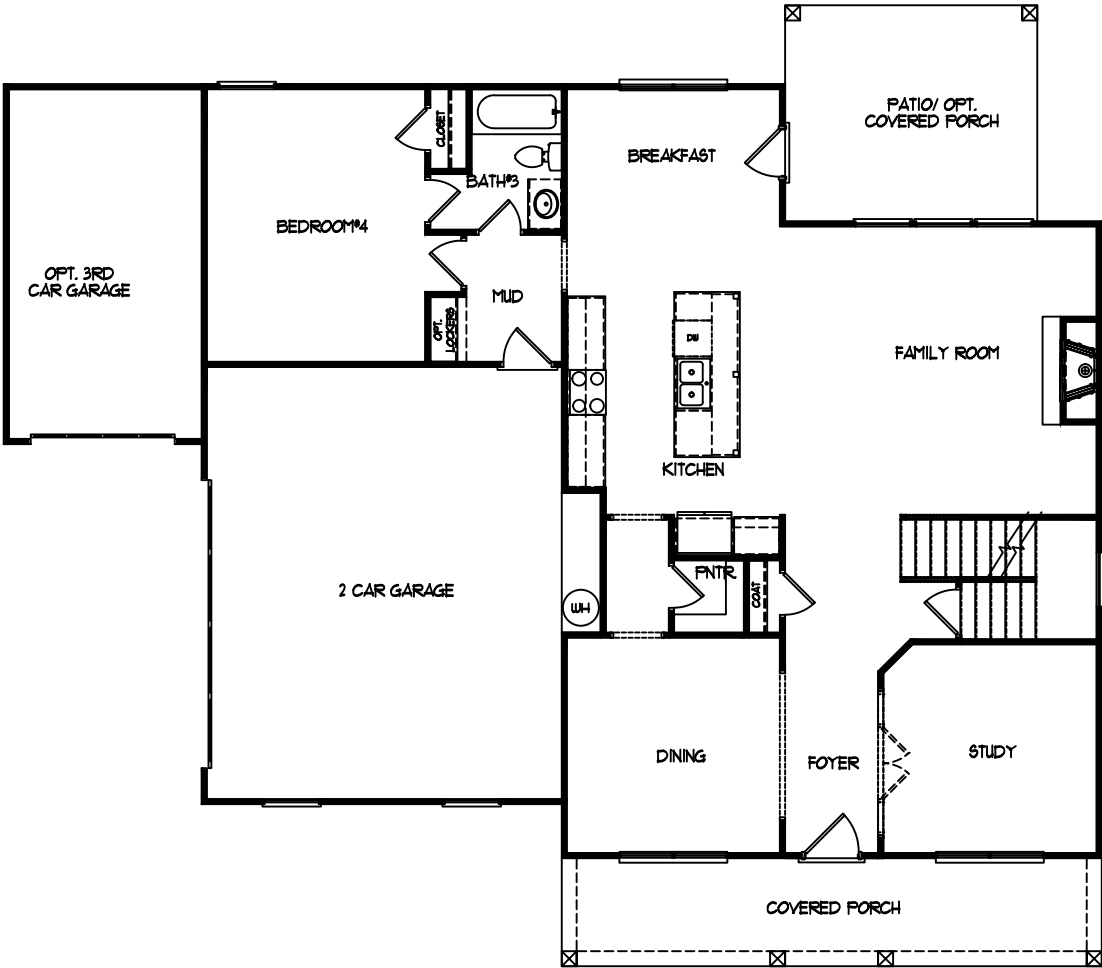 PATIO/ OPT.
COVERED PORCH
CLOSET
BREAKFAST
BATH#3
BEDROOM#4
OPT. 3RD
CAR GARAGE
MUD
OPT.
LOCKERS
DW
FAMILY ROOM
KITCHEN
PNTR
COAT
2 CAR GARAGE
WH
DINING
FOYER
STUDY
COVERED PORCH